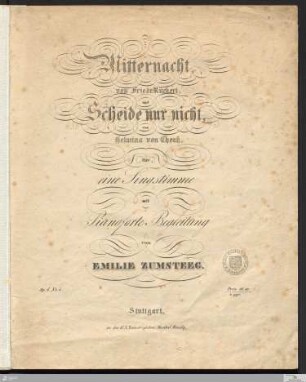 Mitternacht,
von Friedr. Rückert,
und
Scheide nur nicht,
von
Helmina von Chezÿ,
für
eine Singstimme
mit
Pianoforte Begleitung
von
EMILIE ZUMSTEEG.
Stuttgart,